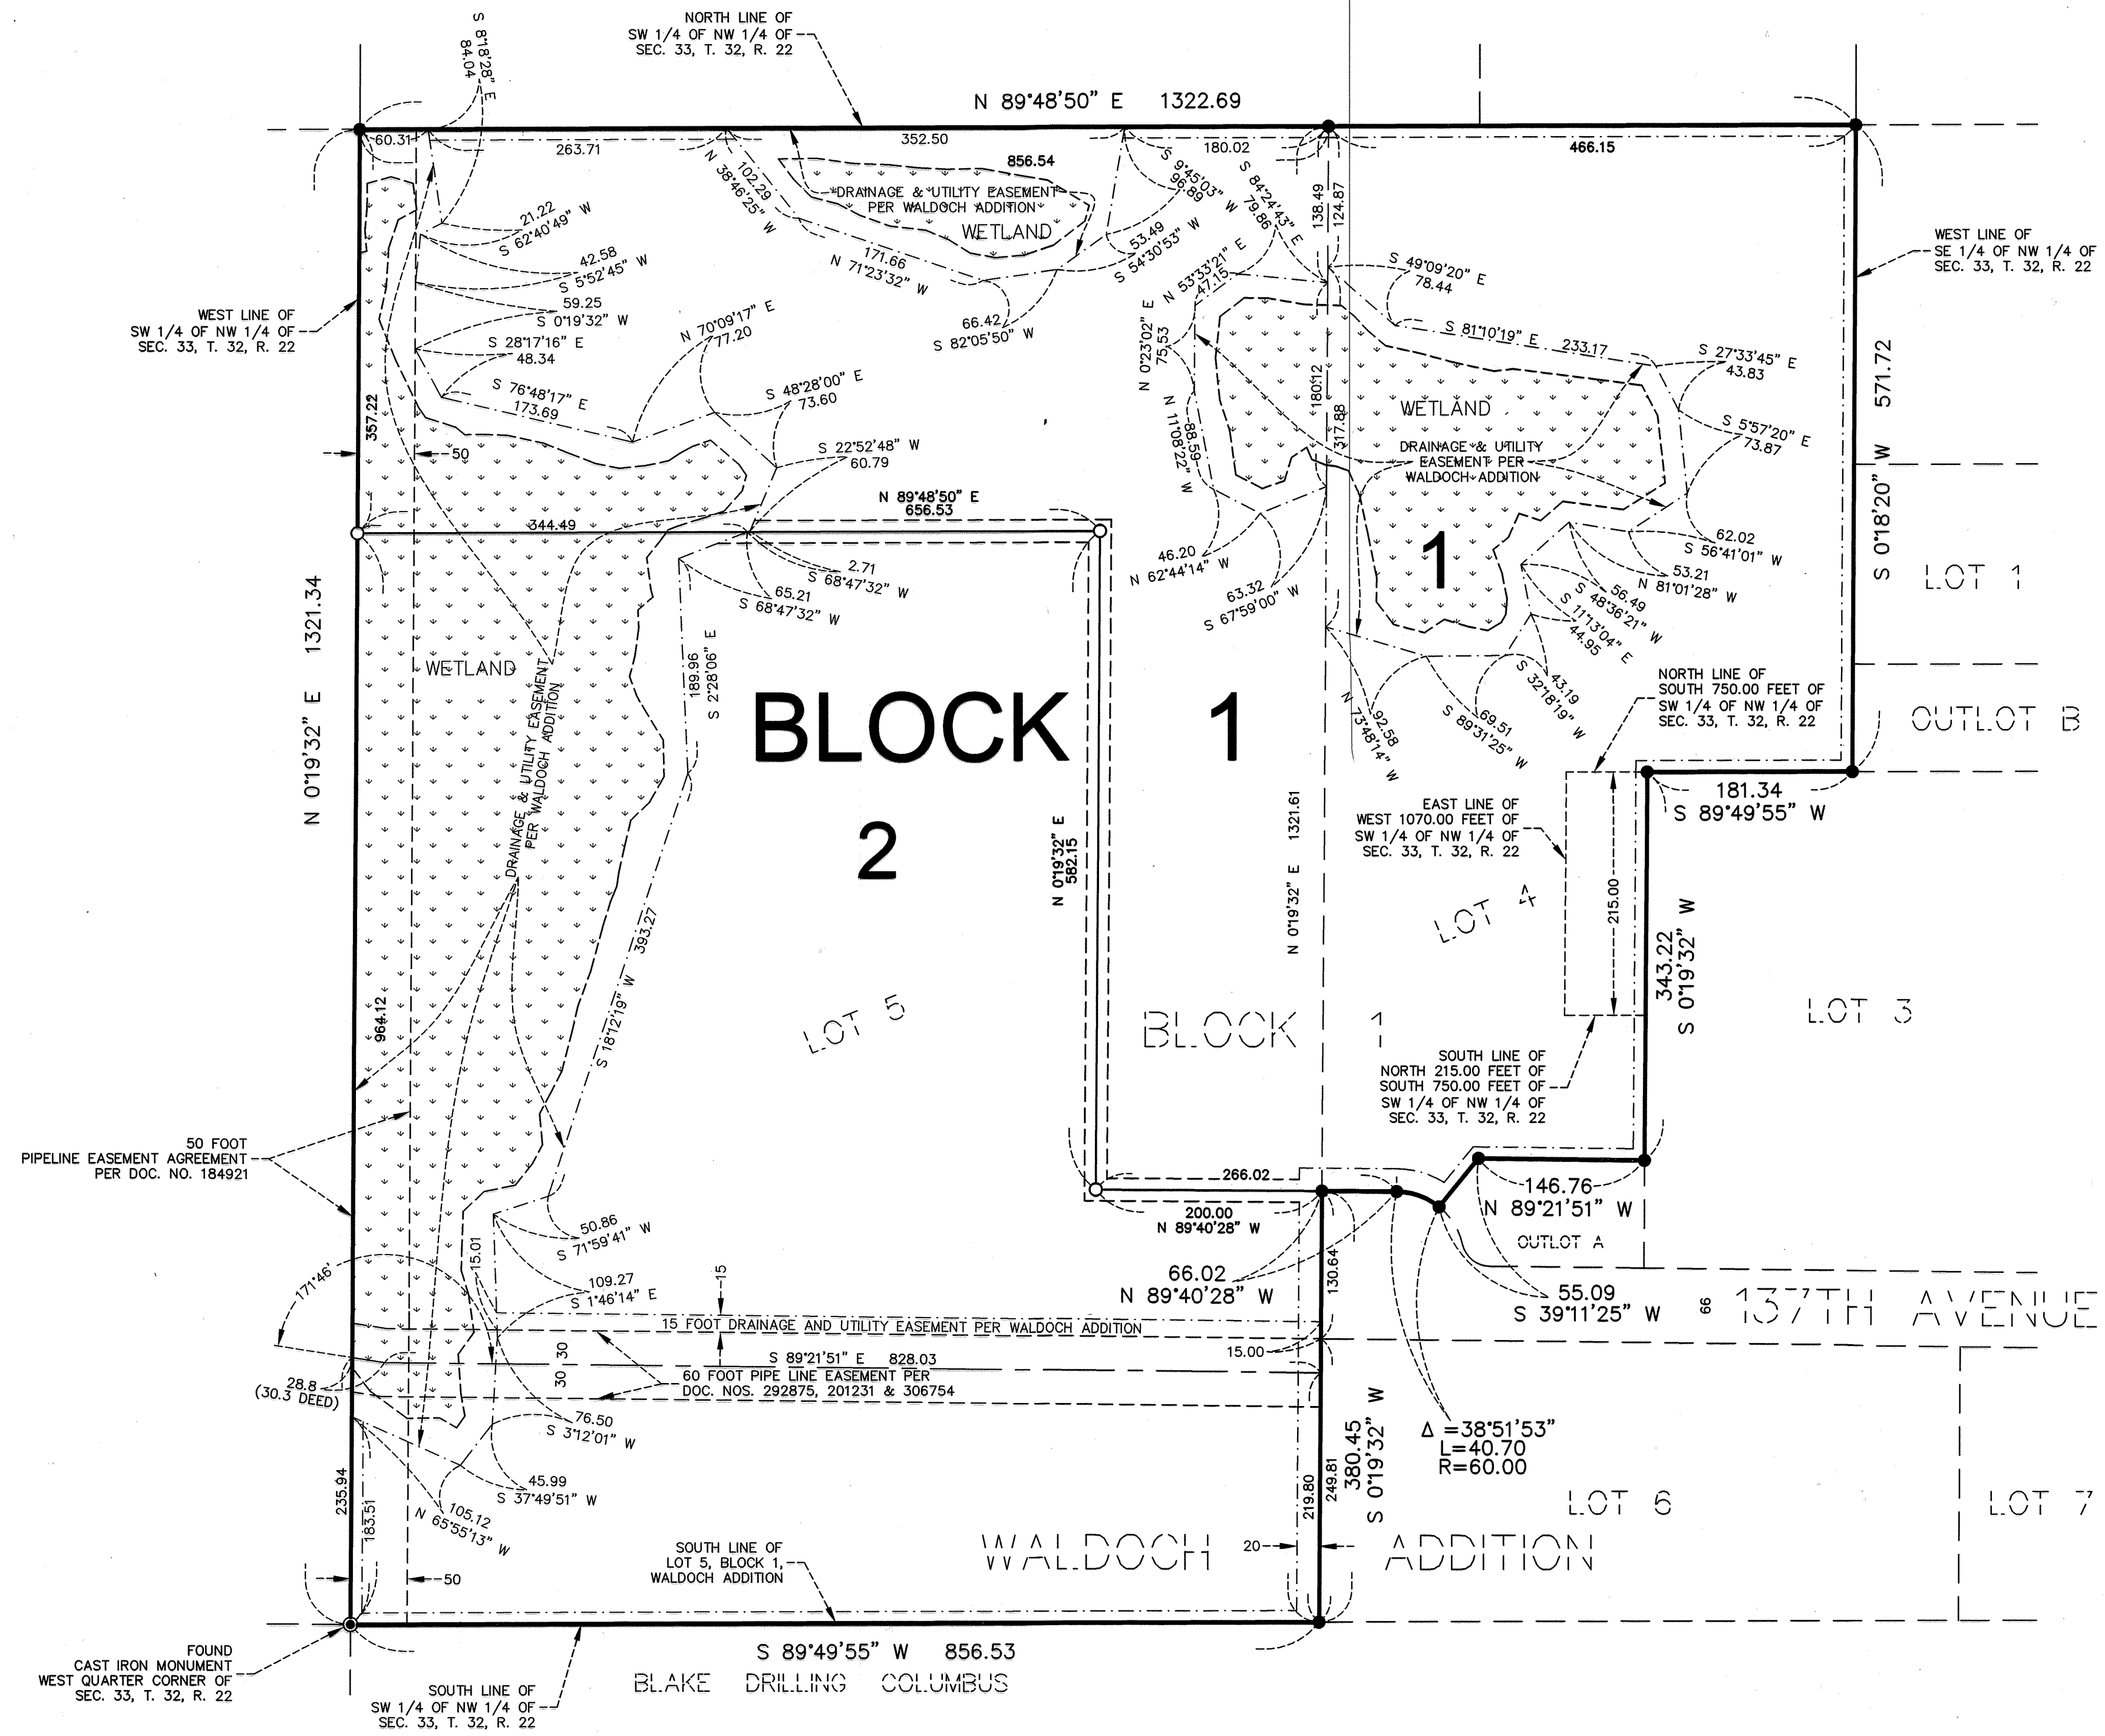 NORTH LINE OF
SW 1/4 OF NW 1/4 OF
SEC. 33, T. 32, R. 22
N 89°48'50" E 1322.69
S 8°18'28" E
84.04
60.31
263.71
352.50
856.54
180.02
466.15
102.29
N 38°46'25" W
DRAINAGE & UTILITY EASEMENT
PER WALDOCH ADDITION
WETLAND
171.66
N 71°23'32" W
66.42
S 82°05'50" W
53.49
S 54°30'53" W
S 9°45'03" W
96.89
S 84°24'43" E
79.86
138.49
124.87
N 53°33'21" E
47.15
N 0°23'02" E
75.53
N 11°08'22" W
88.59
46.20
N 62°44'14" W
63.32
S 67°59'00" W
180.12
317.88
S 49°09'20" E
78.44
S 81°10'19" E 233.17
S 27°33'45" E
43.83
S 5°57'20" E
73.87
62.02
S 56°41'01" W
53.21
N 81°01'28" W
56.49
S 48°36'21" W
S 11°13'04" E
44.95
43.19
S 32°18'19" W
69.51
S 89°31'25" W
92.58
N 73°48'14" W
WETLAND
DRAINAGE & UTILITY
EASEMENT PER
WALDOCH ADDITION
1
WEST LINE OF
SE 1/4 OF NW 1/4 OF
SEC. 33, T. 32, R. 22
S 0°18'20" W 571.72
LOT 1
OUTLOT B
WEST LINE OF
SW 1/4 OF NW 1/4 OF
SEC. 33, T. 32, R. 22
21.22
S 62°40'49" W
42.58
S 5°52'45" W
59.25
S 0°19'32" W
S 28°17'16" E
48.34
S 76°48'17" E
173.69
N 70°09'17" E
77.20
S 48°28'00" E
73.60
S 22°52'48" W
60.79
357.22
50
344.49
N 89°48'50" E
656.53
2.71
S 68°47'32" W
65.21
S 68°47'32" W
189.96
S 2°28'06" E
N 0°19'32" E 1321.34
WETLAND
DRAINAGE & UTILITY EASEMENT
PER WALDOCH ADDITION
BLOCK 1
2
N 0°19'32" E
582.15
N 0°19'32" E 1321.61
NORTH LINE OF
SOUTH 750.00 FEET OF
SW 1/4 OF NW 1/4 OF
SEC. 33, T. 32, R. 22
181.34
S 89°49'55" W
EAST LINE OF
WEST 1070.00 FEET OF
SW 1/4 OF NW 1/4 OF
SEC. 33, T. 32, R. 22
215.00
LOT 4
343.22
S 0°19'32" W
LOT 3
393.27
S 18°12'19" W
LOT 5
BLOCK 1
964.12
SOUTH LINE OF
NORTH 215.00 FEET OF
SOUTH 750.00 FEET OF
SW 1/4 OF NW 1/4 OF
SEC. 33, T. 32, R. 22
50 FOOT
PIPELINE EASEMENT AGREEMENT
PER DOC. NO. 184921
266.02
200.00
N 89°40'28" W
146.76
N 89°21'51" W
OUTLOT A
66.02
N 89°40'28" W
130.64
55.09
S 39°11'25" W
66
137TH AVENUE
50.86
S 71°59'41" W
15.01
109.27
S 1°46'14" E
171°46'
15
15 FOOT DRAINAGE AND UTILITY EASEMENT PER WALDOCH ADDITION
15.00
30
30
S 89°21'51" E 828.03
60 FOOT PIPE LINE EASEMENT PER
DOC. NOS. 292875, 201231 & 306754
28.8
(30.3 DEED)
76.50
S 3°12'01" W
45.99
S 37°49'51" W
105.12
N 65°55'13" W
235.94
183.51
50
219.80
249.81
380.45
S 0°19'32" W
Δ =38°51'53"
L=40.70
R=60.00
LOT 6
LOT 7
SOUTH LINE OF
LOT 5, BLOCK 1,
WALDOCH ADDITION
WALDOCH ADDITION
20
FOUND
CAST IRON MONUMENT
WEST QUARTER CORNER OF
SEC. 33, T. 32, R. 22
S 89°49'55" W 856.53
BLAKE DRILLING COLUMBUS
SOUTH LINE OF
SW 1/4 OF NW 1/4 OF
SEC. 33, T. 32, R. 22